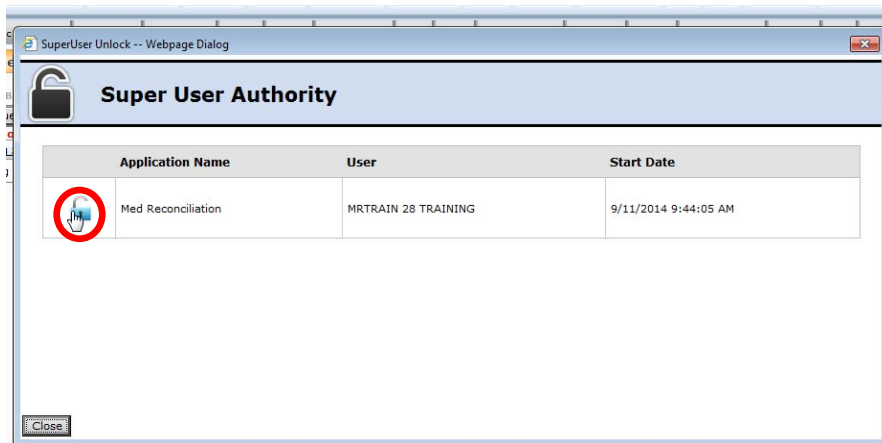 SuperUser Unlock -- Webpage Dialog
Super User Authority
Application Name User Start Date
Med Reconciliation MRTRAIN 28 TRAINING 9/11/2014 9:44:05 AM
Close